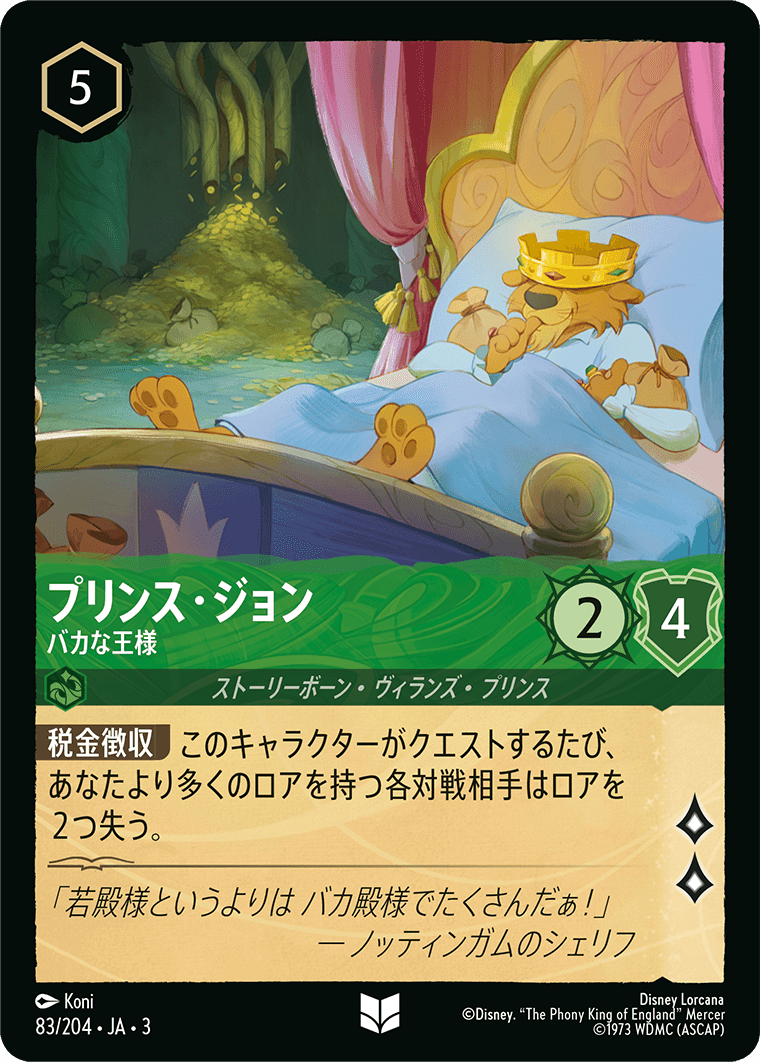 5
プリンス・ジョン
バカな王様
2
4
ストーリーボーン・ヴィランズ・プリンス
税金徴収 このキャラクターがクエストするたび、
あなたより多くのロアを持つ各対戦相手はロアを
2つ失う。
「若殿様というよりは バカ殿様でたくさんだぁ！」
—ノッティンガムのシェリフ
Koni
83/204 • JA • 3
Disney Lorcana
©Disney. “The Phony King of England” Mercer
©1973 WDMC (ASCAP)